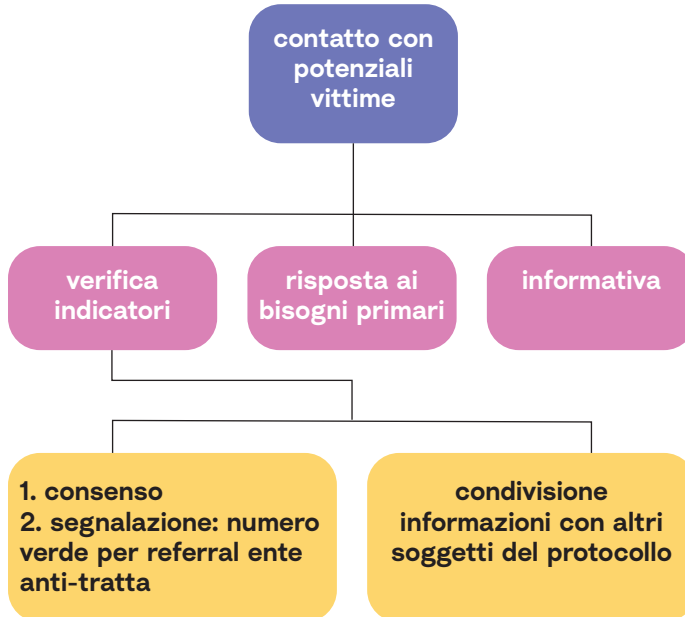 contatto con
potenziali
vittime
verifica
indicatori
risposta ai
bisogni primari
informativa
1. consenso
2. segnalazione: numero
verde per referral ente
anti-tratta
condivisione
informazioni con altri
soggetti del protocollo